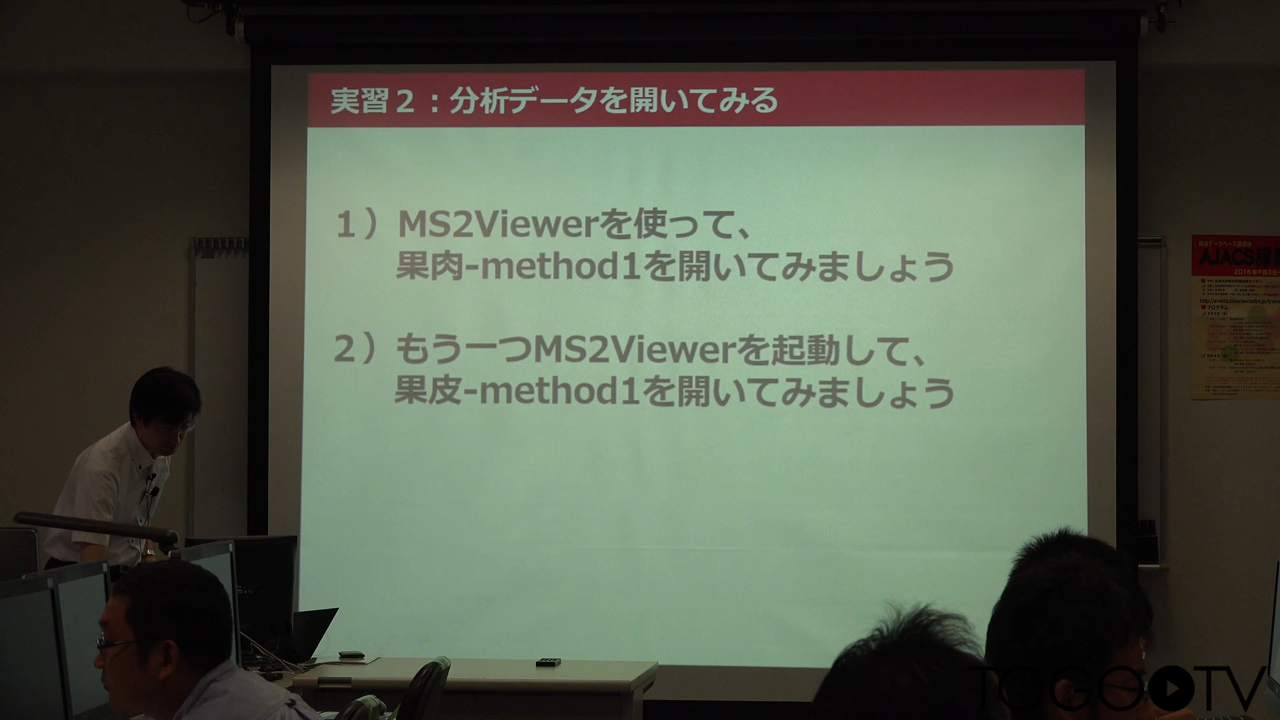 実習２：分析データを開いてみる
１）MS2Viewerを使って、
果肉-method1を開いてみましょう
２）もう一つMS2Viewerを起動して、
果皮-method1を開いてみましょう
AJACS
TOGOTV